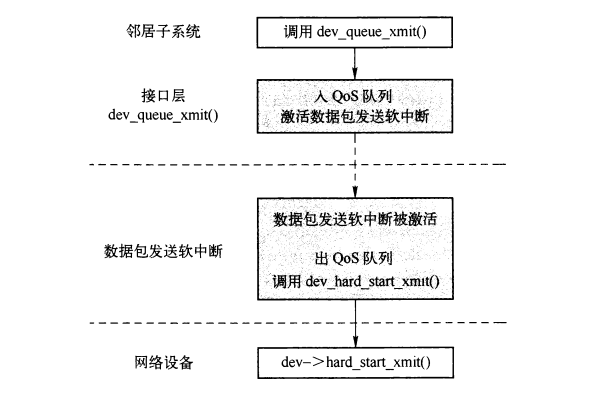 邻居子系统
调用 dev_queue_xmit()
接口层
dev_queue_xmit()
入 QoS 队列
激活数据包发送软中断
数据包发送软中断
数据包发送软中断被激活
出 QoS 队列
调用 dev_hard_start_xmit()
网络设备
dev->hard_start_xmit()